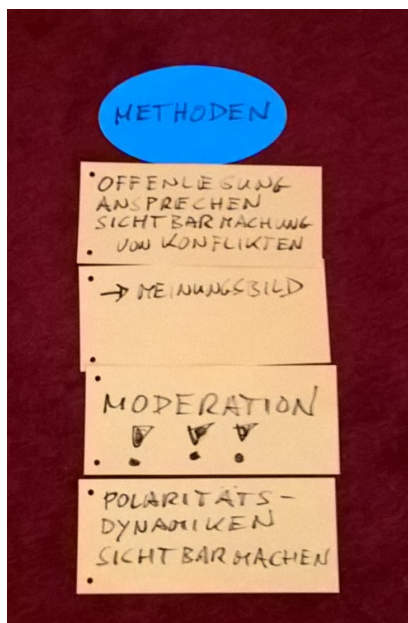 METHODEN
OFFENLEGUNG
ANSPRECHEN
SICHTBARMACHUNG
VON KONFLIKTEN
→ MEINUNGSBILD
MODERATION
! ! !
POLARITÄTS-
DYNAMIKEN
SICHTBARMACHEN